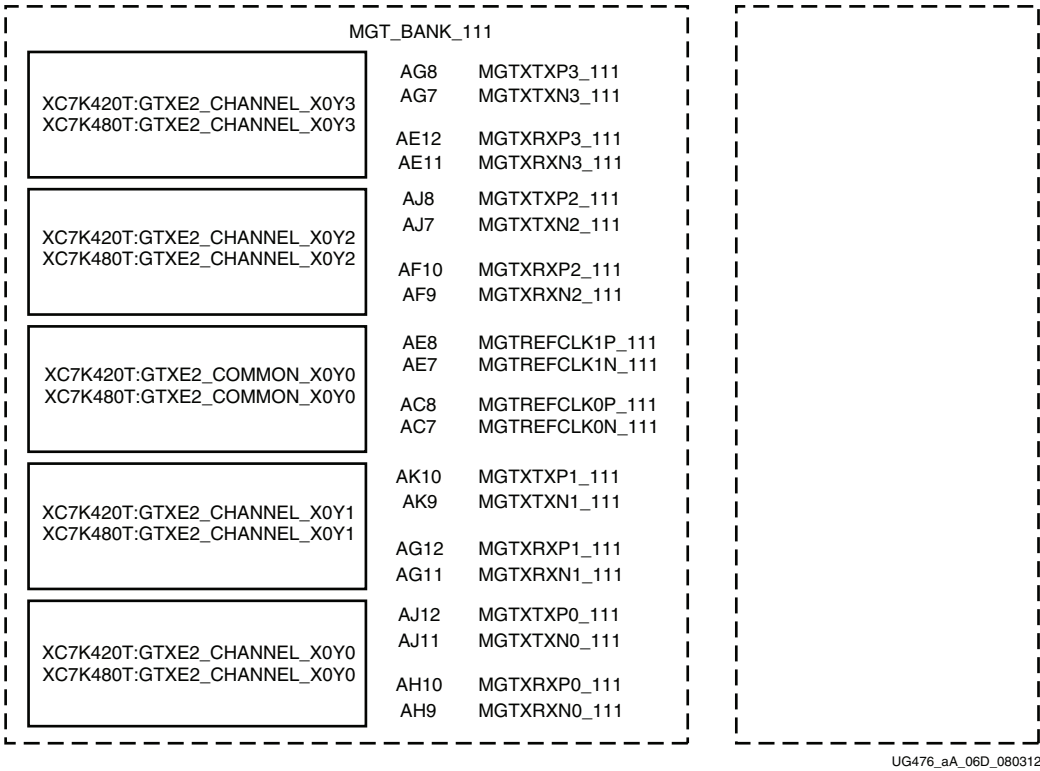 MGT_BANK_111
XC7K420T:GTXE2_CHANNEL_X0Y3
XC7K480T:GTXE2_CHANNEL_X0Y3
AG8 MGTXTXP3_111
AG7 MGTXTXN3_111
AE12 MGTXRXP3_111
AE11 MGTXRXN3_111
XC7K420T:GTXE2_CHANNEL_X0Y2
XC7K480T:GTXE2_CHANNEL_X0Y2
AJ8 MGTXTXP2_111
AJ7 MGTXTXN2_111
AF10 MGTXRXP2_111
AF9 MGTXRXN2_111
XC7K420T:GTXE2_COMMON_X0Y0
XC7K480T:GTXE2_COMMON_X0Y0
AE8 MGTREFCLK1P_111
AE7 MGTREFCLK1N_111
AC8 MGTREFCLK0P_111
AC7 MGTREFCLK0N_111
XC7K420T:GTXE2_CHANNEL_X0Y1
XC7K480T:GTXE2_CHANNEL_X0Y1
AK10 MGTXTXP1_111
AK9 MGTXTXN1_111
AG12 MGTXRXP1_111
AG11 MGTXRXN1_111
XC7K420T:GTXE2_CHANNEL_X0Y0
XC7K480T:GTXE2_CHANNEL_X0Y0
AJ12 MGTXTXP0_111
AJ11 MGTXTXN0_111
AH10 MGTXRXP0_111
AH9 MGTXRXN0_111
UG476_aA_06D_080312